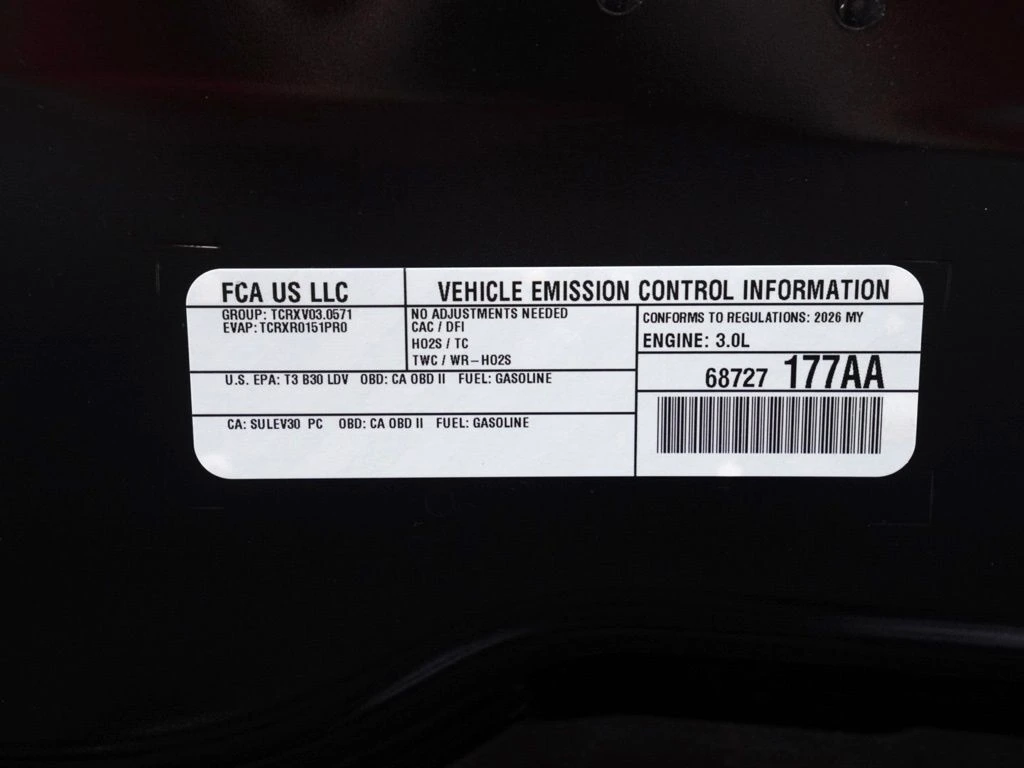 FCA US LLC
VEHICLE EMISSION CONTROL INFORMATION
GROUP: TCRXV03.0571
EVAP: TCRXR0151PR0
NO ADJUSTMENTS NEEDED
CAC / DFI
HO2S / TC
TWC / WR-HO2S
CONFORMS TO REGULATIONS: 2026 MY
ENGINE: 3.0L
68727 177AA
U.S. EPA: T3 B30 LDV OBD: CA OBD II FUEL: GASOLINE
CA: SULEV30 PC OBD: CA OBD II FUEL: GASOLINE